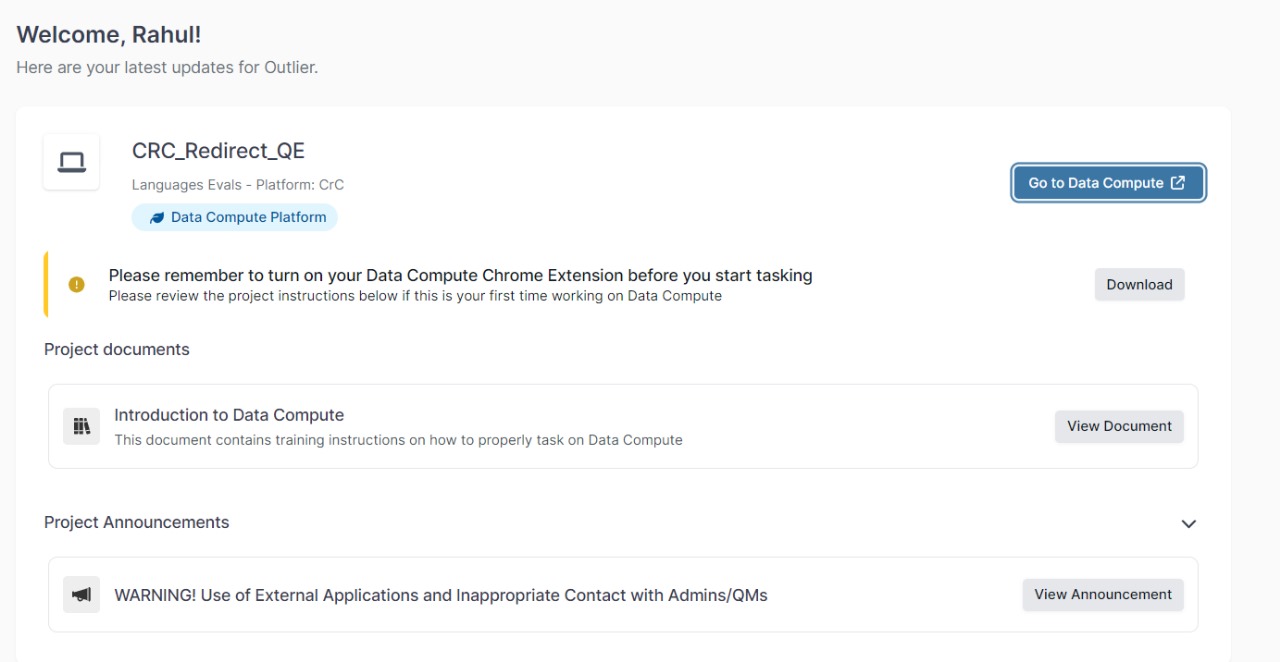 Welcome, Rahul!
Here are your latest updates for Outlier.
CRC_Redirect_QE
Languages Evals - Platform: CrC
Data Compute Platform
Go to Data Compute
Please remember to turn on your Data Compute Chrome Extension before you start tasking
Please review the project instructions below if this is your first time working on Data Compute
Download
Project documents
Introduction to Data Compute
This document contains training instructions on how to properly task on Data Compute
View Document
Project Announcements
WARNING! Use of External Applications and Inappropriate Contact with Admins/QMs
View Announcement